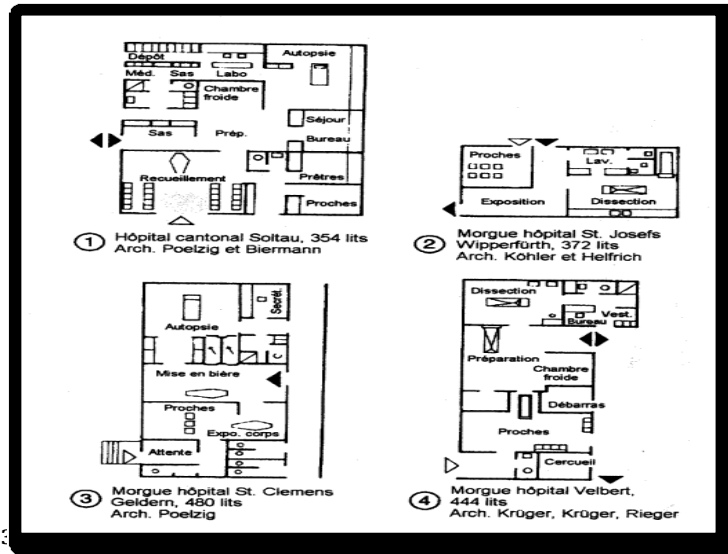 Dépôt
Autopsie
Méd. Sas Labo
Chambre
froide
Séjour
Sas Prép.
Bureau
Recueillement
Prêtres
Proches
1 Hôpital cantonal Soltau, 354 lits
Arch. Poelzig et Biermann
Proches
Lav.
Exposition Dissection
2 Morgue hôpital St. Josefs
Wipperfürth, 372 lits
Arch. Köhler et Helfrich
Secrét.
Autopsie
Mise en bière
Proches
Expo. corps
Attente
3 Morgue hôpital St. Clemens
Geldern, 480 lits
Arch. Poelzig
Dissection
Vest.
Bureau
Préparation
Chambre
froide
Débarras
Proches
Cercueil
4 Morgue hôpital Velbert,
444 lits
Arch. Krüger, Krüger, Rieger